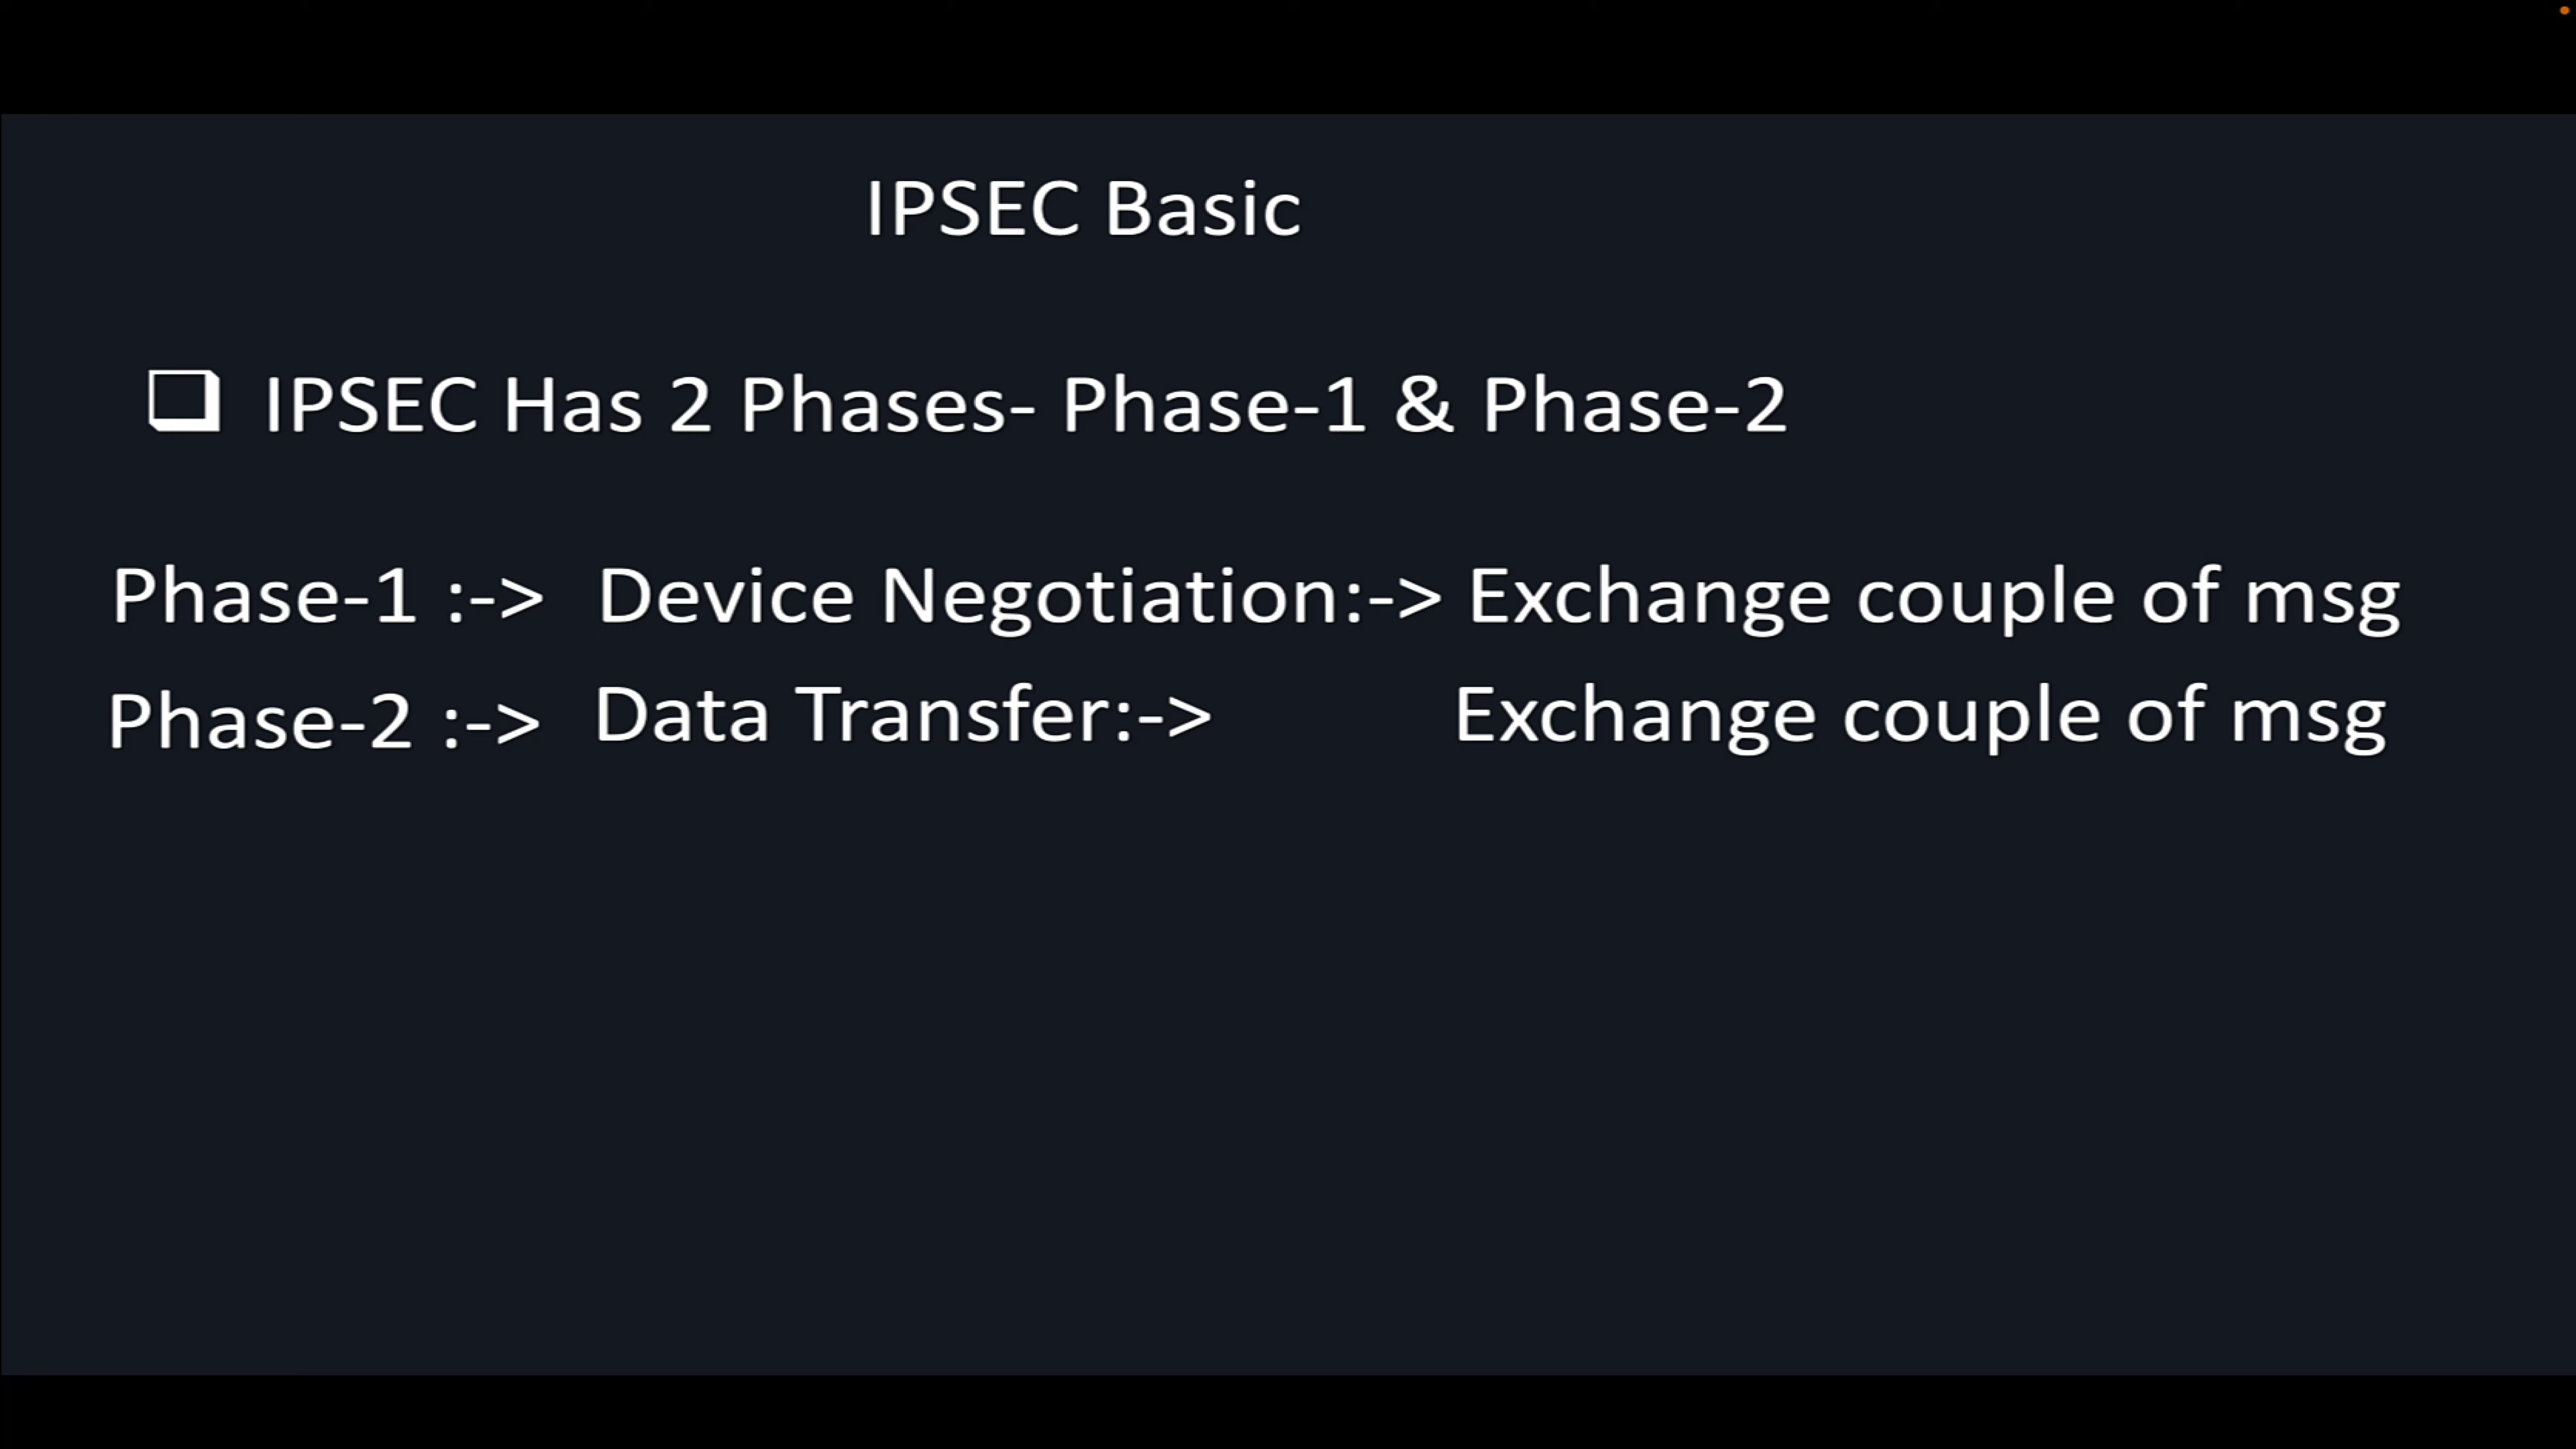 IPSEC Basic
IPSEC Has 2 Phases- Phase-1 & Phase-2
Phase-1 :-> Device Negotiation:-> Exchange couple of msg
Phase-2 :-> Data Transfer:-> Exchange couple of msg